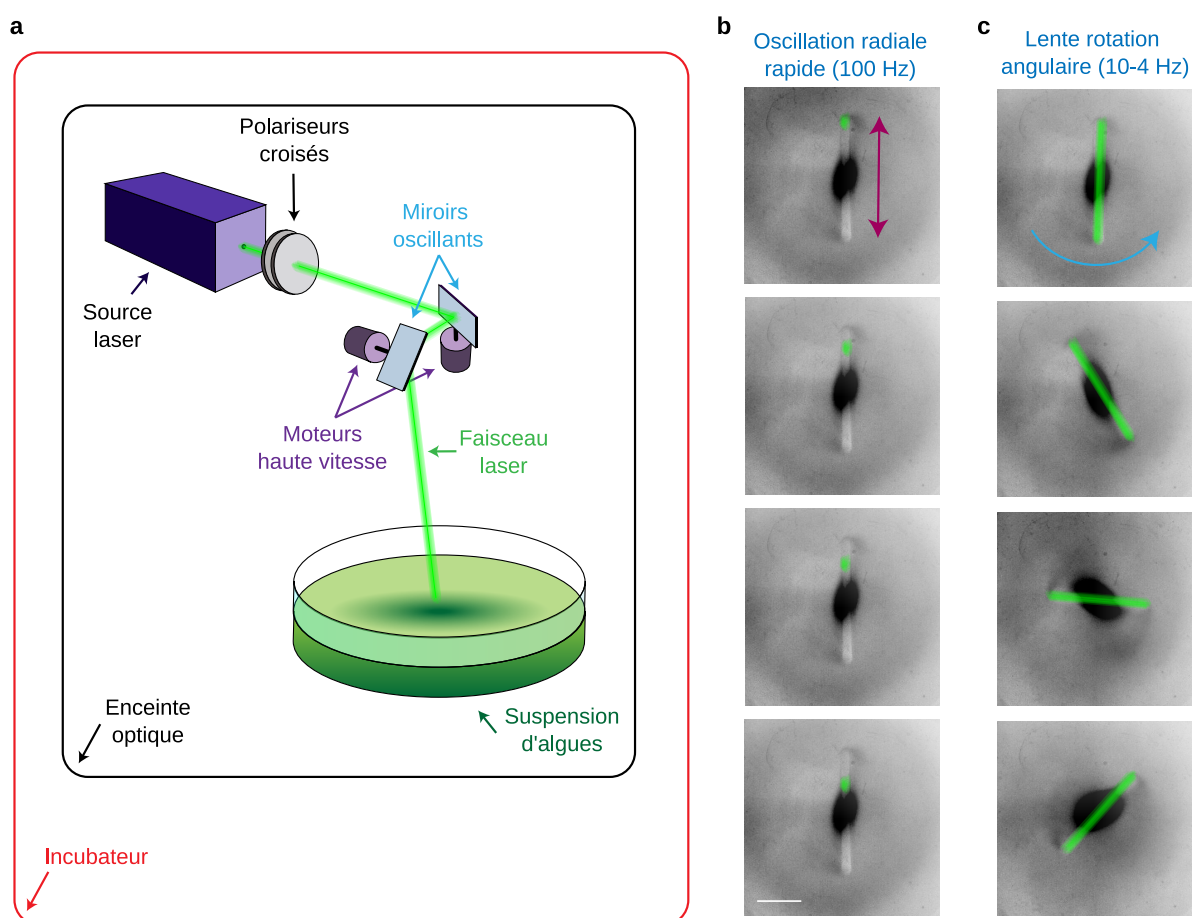 a
Polariseurs
croisés
Miroirs
oscillants
Source
laser
Moteurs
haute vitesse
Faisceau
laser
Enceinte
optique
Suspension
d'algues
Incubateur
b
Oscillation radiale
rapide (100 Hz)
c
Lente rotation
angulaire (10-4 Hz)